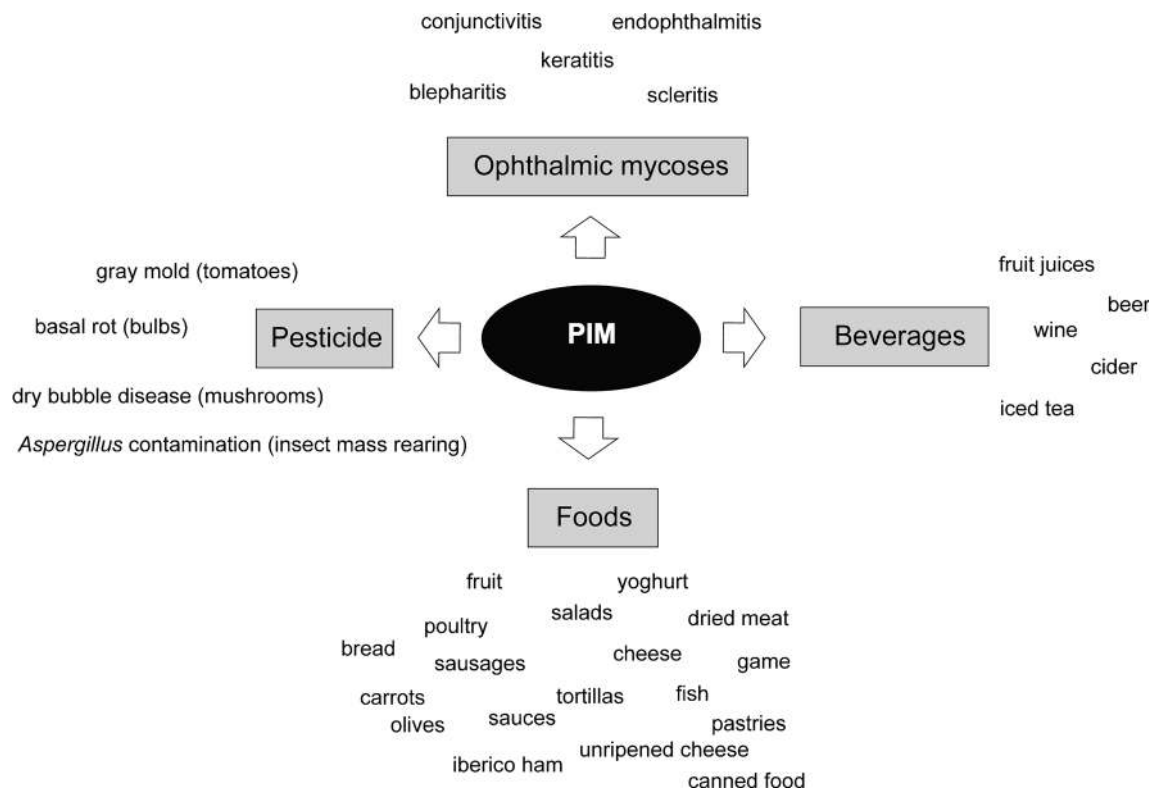 conjunctivitis
endophthalmitis
keratitis
blepharitis
scleritis
Ophthalmic mycoses
gray mold (tomatoes)
basal rot (bulbs)
Pesticide
dry bubble disease (mushrooms)
Aspergillus contamination (insect mass rearing)
PIM
Beverages
fruit juices
beer
wine
cider
iced tea
Foods
fruit
yoghurt
salads
dried meat
poultry
bread
sausages
cheese
game
carrots
tortillas
fish
olives
sauces
pastries
unripened cheese
iberico ham
canned food